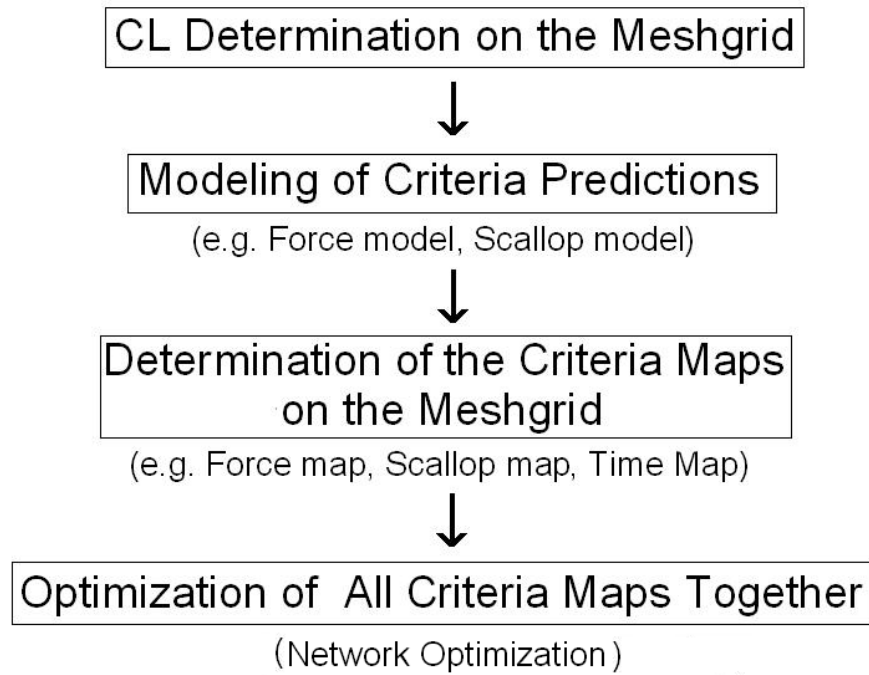 CL Determination on the Meshgrid
Modeling of Criteria Predictions
(e.g. Force model, Scallop model)
Determination of the Criteria Maps
on the Meshgrid
(e.g. Force map, Scallop map, Time Map)
Optimization of All Criteria Maps Together
(Network Optimization)